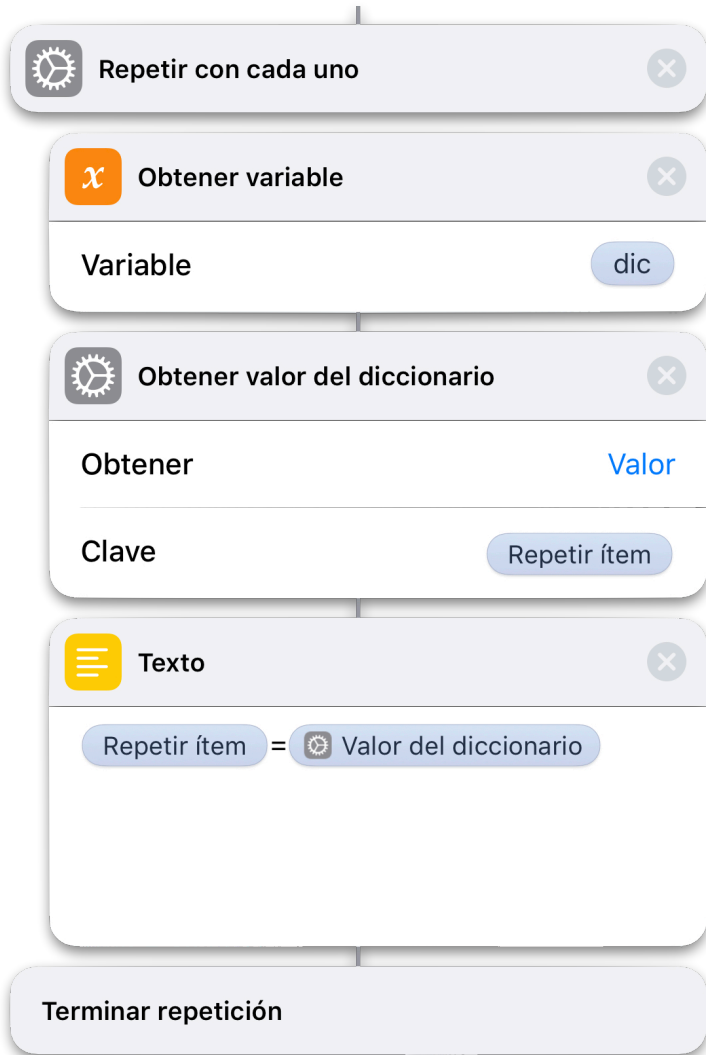 Repetir con cada uno
x Obtener variable
Variable dic
Obtener valor del diccionario
Obtener Valor
Clave Repetir ítem
Texto
Repetir ítem = Valor del diccionario
Terminar repetición